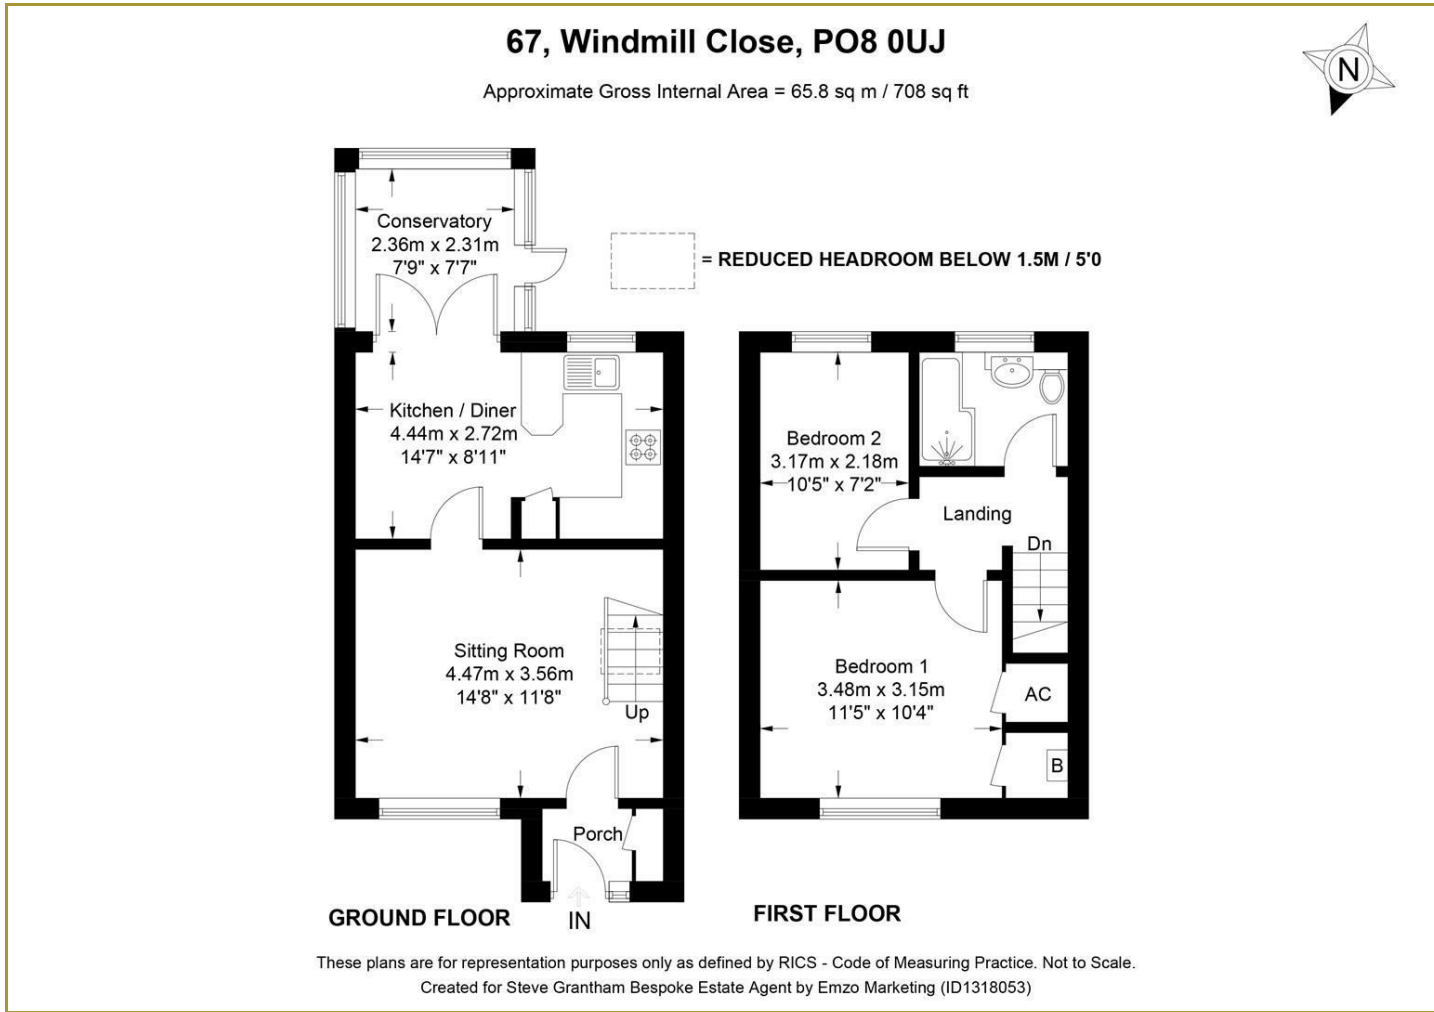 67, Windmill Close, PO8 0UJ
Approximate Gross Internal Area = 65.8 sq m / 708 sq ft
N
Conservatory
2.36m x 2.31m
7'9" x 7'7"
= REDUCED HEADROOM BELOW 1.5M / 5'0
Kitchen / Diner
4.44m x 2.72m
14'7" x 8'11"
Sitting Room
4.47m x 3.56m
14'8" x 11'8"
Up
Porch
IN
GROUND FLOOR
Bedroom 2
3.17m x 2.18m
10'5" x 7'2"
Landing
Dn
Bedroom 1
3.48m x 3.15m
11'5" x 10'4"
AC
B
FIRST FLOOR
These plans are for representation purposes only as defined by RICS - Code of Measuring Practice. Not to Scale.
Created for Steve Grantham Bespoke Estate Agent by Emzo Marketing (ID1318053)